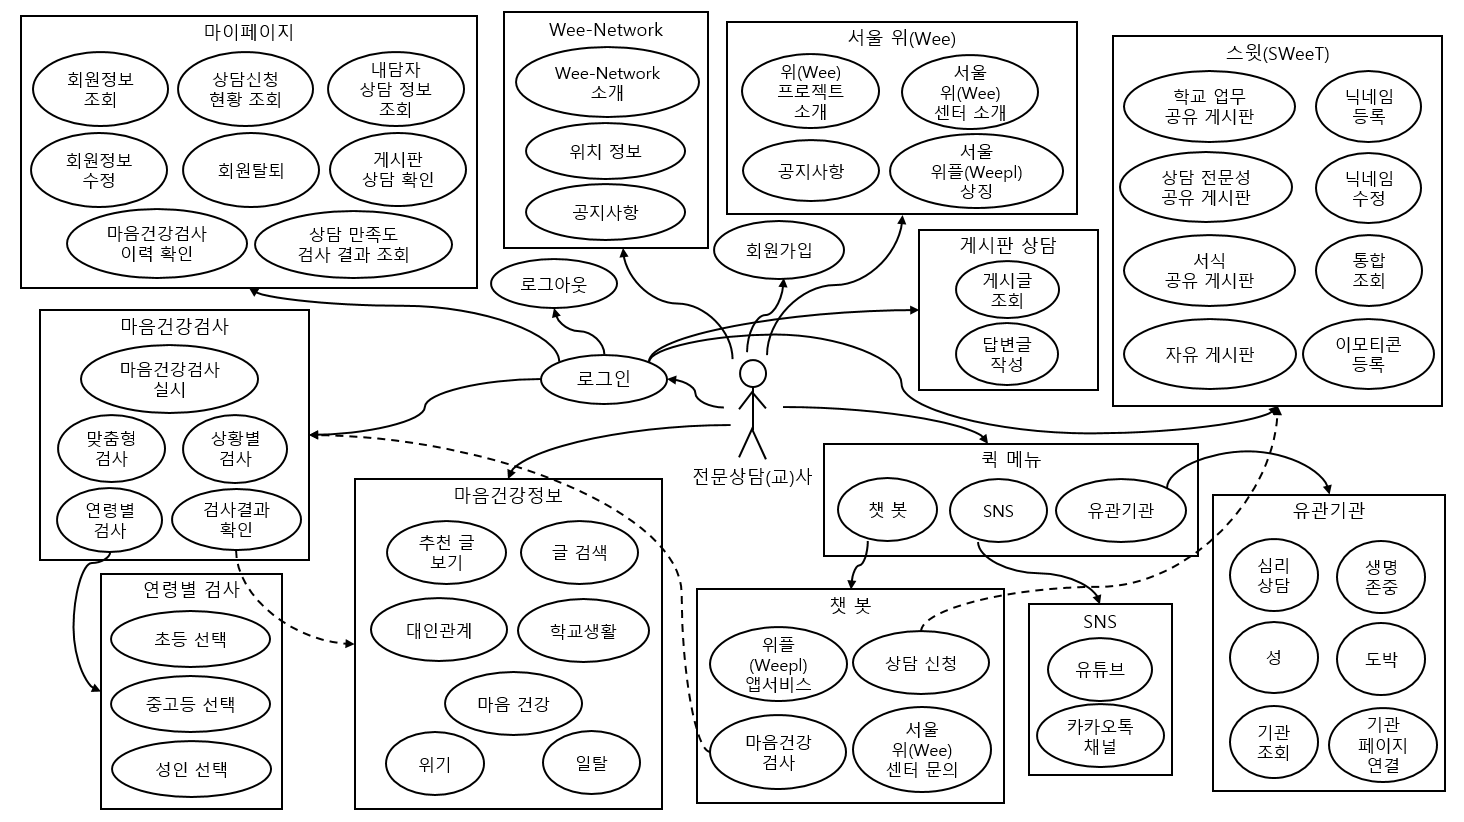 마이페이지
회원정보
조회
상담신청
현황 조회
내담자
상담 정보
조회
회원정보
수정
회원탈퇴
게시판
상담 확인
마음건강검사
이력 확인
상담 만족도
검사 결과 조회
Wee-Network
Wee-Network
소개
위치 정보
공지사항
서울 위(Wee)
위(Wee)
프로젝트
소개
서울
위(Wee)
센터 소개
공지사항
서울
위플(Weepl)
상징
스윗(SWeeT)
학교 업무
공유 게시판
닉네임
등록
상담 전문성
공유 게시판
닉네임
수정
서식
공유 게시판
통합
조회
자유 게시판
이모티콘
등록
로그아웃
회원가입
게시판 상담
게시글
조회
답변글
작성
로그인
전문상담(교)사
마음건강검사
마음건강검사
실시
맞춤형
검사
상황별
검사
연령별
검사
검사결과
확인
연령별 검사
초등 선택
중고등 선택
성인 선택
마음건강정보
추천 글
보기
글 검색
대인관계
학교생활
마음 건강
위기
일탈
퀵 메뉴
챗 봇
SNS
유관기관
챗 봇
위플
(Weepl)
앱서비스
상담 신청
마음건강
검사
서울
위(Wee)
센터 문의
SNS
유튜브
카카오톡
채널
유관기관
심리
상담
생명
존중
성
도박
기관
조회
기관
페이지
연결